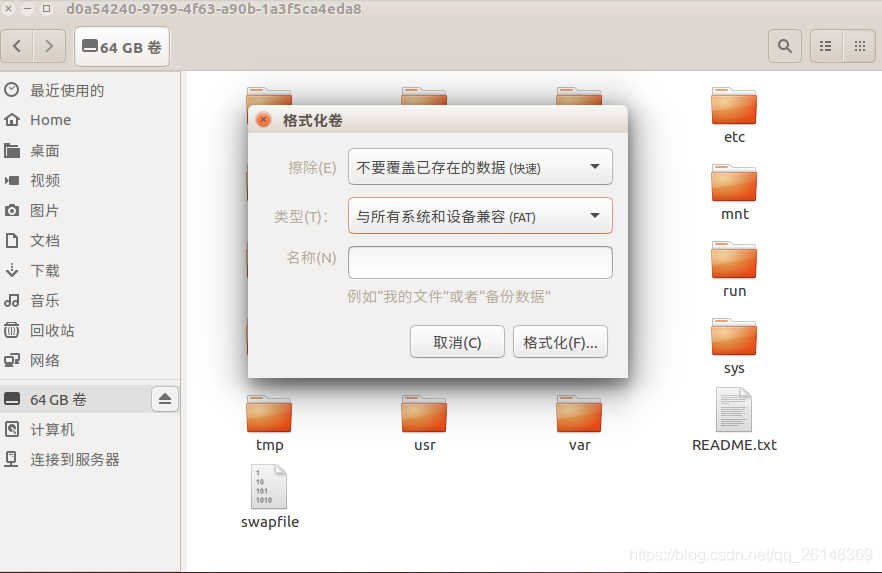 d0a54240-9799-4f63-a90b-1a3f5ca4eda8
64 GB 卷
最近使用的
Home
桌面
视频
图片
文档
下载
音乐
回收站
网络
64 GB 卷
计算机
连接到服务器
格式化卷
擦除(E)
不要覆盖已存在的数据 (快速)
类型(T):
与所有系统和设备兼容 (FAT)
名称(N)
例如“我的文件”或者“备份数据”
取消(C)
格式化(F)...
etc
mnt
run
sys
tmp
usr
var
README.txt
1
10
101
1010
swapfile
https://blog.csdn.net/qq_26148369